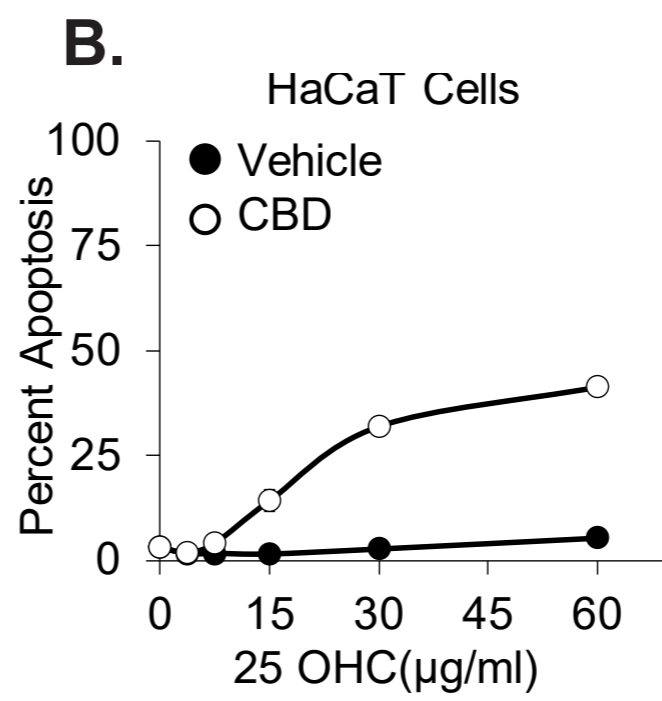 B.
HaCaT Cells
Percent Apoptosis
100
75
50
25
0
Vehicle
CBD
0 15 30 45 60
25 OHC(μg/ml)